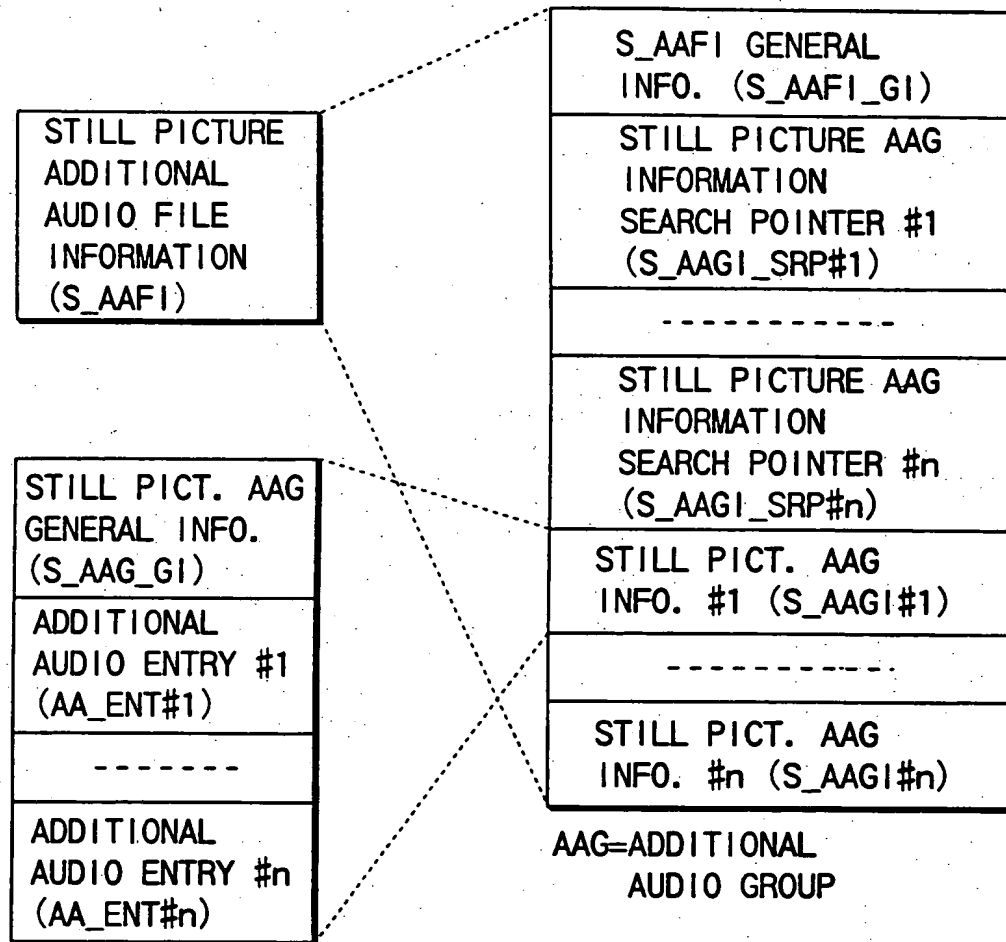 STILL PICTURE
ADDITIONAL
AUDIO FILE
INFORMATION
(S_AAFI)
S_AAFI GENERAL
INFO. (S_AAFI_GI)
STILL PICTURE AAG
INFORMATION
SEARCH POINTER #1
(S_AAGI_SRP#1)
STILL PICTURE AAG
INFORMATION
SEARCH POINTER #n
(S_AAGI_SRP#n)
STILL PICT. AAG
INFO. #1 (S_AAGI#1)
STILL PICT. AAG
INFO. #n (S_AAGI#n)
STILL PICT. AAG
GENERAL INFO.
(S_AAG_GI)
ADDITIONAL
AUDIO ENTRY #1
(AA_ENT#1)
ADDITIONAL
AUDIO ENTRY #n
(AA_ENT#n)
AAG=ADDITIONAL
AUDIO GROUP